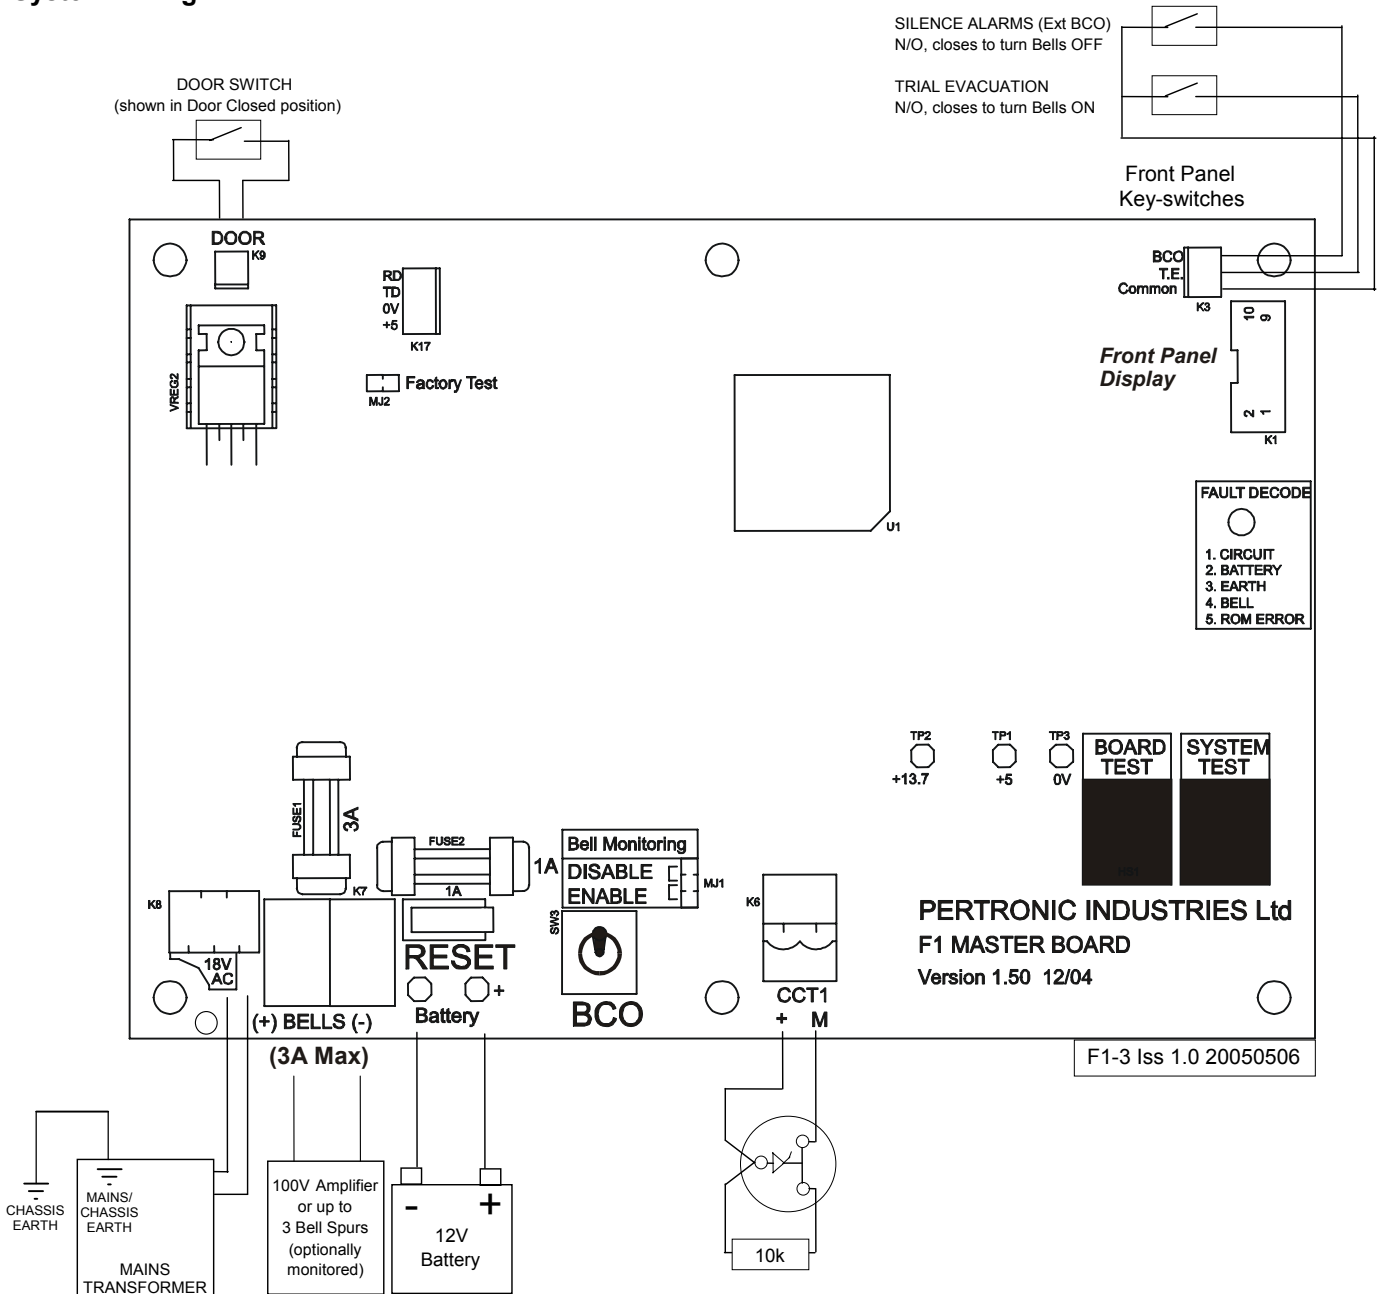 SILENCE ALARMS (Ext BCO)
N/O, closes to turn Bells OFF
TRIAL EVACUATION
N/O, closes to turn Bells ON
DOOR SWITCH
(shown in Door Closed position)
Front Panel
Key-switches
DOOR
K9
RD
TD
0V
+5
K17
BCO
T.E.
Common
K3
10
9
2
1
K1
Front Panel
Display
VREG2
Factory Test
MJ2
U1
FAULT DECODE
1. CIRCUIT
2. BATTERY
3. EARTH
4. BELL
5. ROM ERROR
TP2
+13.7
TP1
+5
TP3
0V
BOARD
TEST
SYSTEM
TEST
FUSE1
3A
FUSE2
1A
1A
Bell Monitoring
DISABLE
ENABLE
MJ1
K8
18V
AC
K7
RESET
SW3
BCO
K6
CCT1
+ M
PERTRONIC INDUSTRIES Ltd
F1 MASTER BOARD
Version 1.50 12/04
(+) BELLS (-)
(3A Max)
+
Battery
F1-3 Iss 1.0 20050506
CHASSIS
EARTH
MAINS/
CHASSIS
EARTH
MAINS
TRANSFORMER
100V Amplifier
or up to
3 Bell Spurs
(optionally
monitored)
- +
12V
Battery
10k